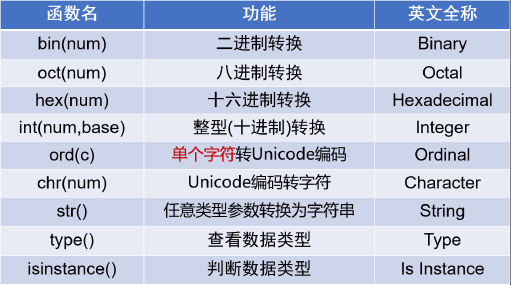 函数名 功能 英文全称
bin(num) 二进制转换 Binary
oct(num) 八进制转换 Octal
hex(num) 十六进制转换 Hexadecimal
int(num,base) 整型(十进制)转换 Integer
ord(c) 单个字符转Unicode编码 Ordinal
chr(num) Unicode编码转字符 Character
str() 任意类型参数转换为字符串 String
type() 查看数据类型 Type
isinstance() 判断数据类型 Is Instance